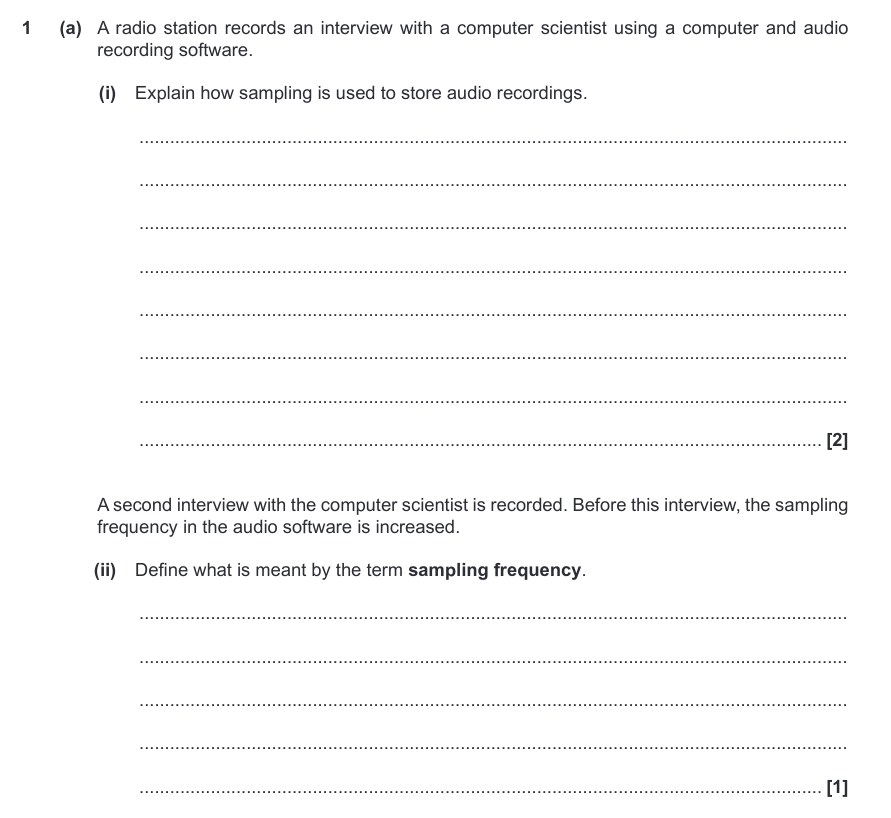 1 (a) A radio station records an interview with a computer scientist using a computer and audio
recording software.
(i) Explain how sampling is used to store audio recordings.
..........................................................................................................................................
..........................................................................................................................................
..........................................................................................................................................
..........................................................................................................................................
..........................................................................................................................................
..........................................................................................................................................
..........................................................................................................................................
..................................................................................................................................... [2]
A second interview with the computer scientist is recorded. Before this interview, the sampling
frequency in the audio software is increased.
(ii) Define what is meant by the term sampling frequency.
..........................................................................................................................................
..........................................................................................................................................
..........................................................................................................................................
..........................................................................................................................................
..................................................................................................................................... [1]